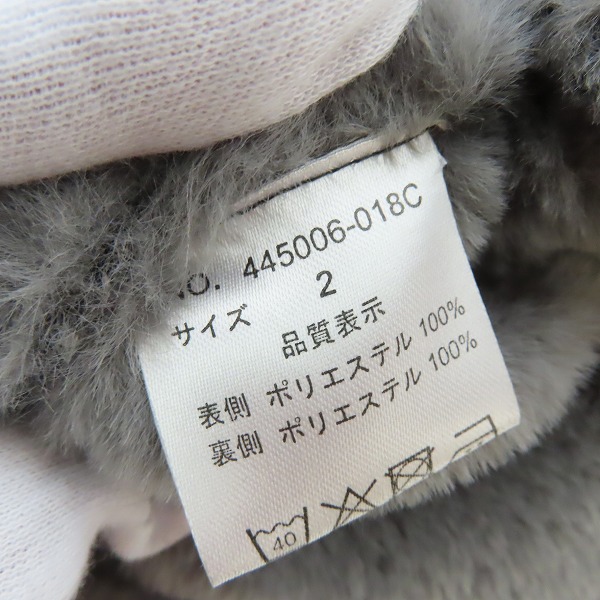 NO. 445006-018C
サイズ 2
品質表示
表側 ポリエステル 100%
裏側 ポリエステル 100%
40